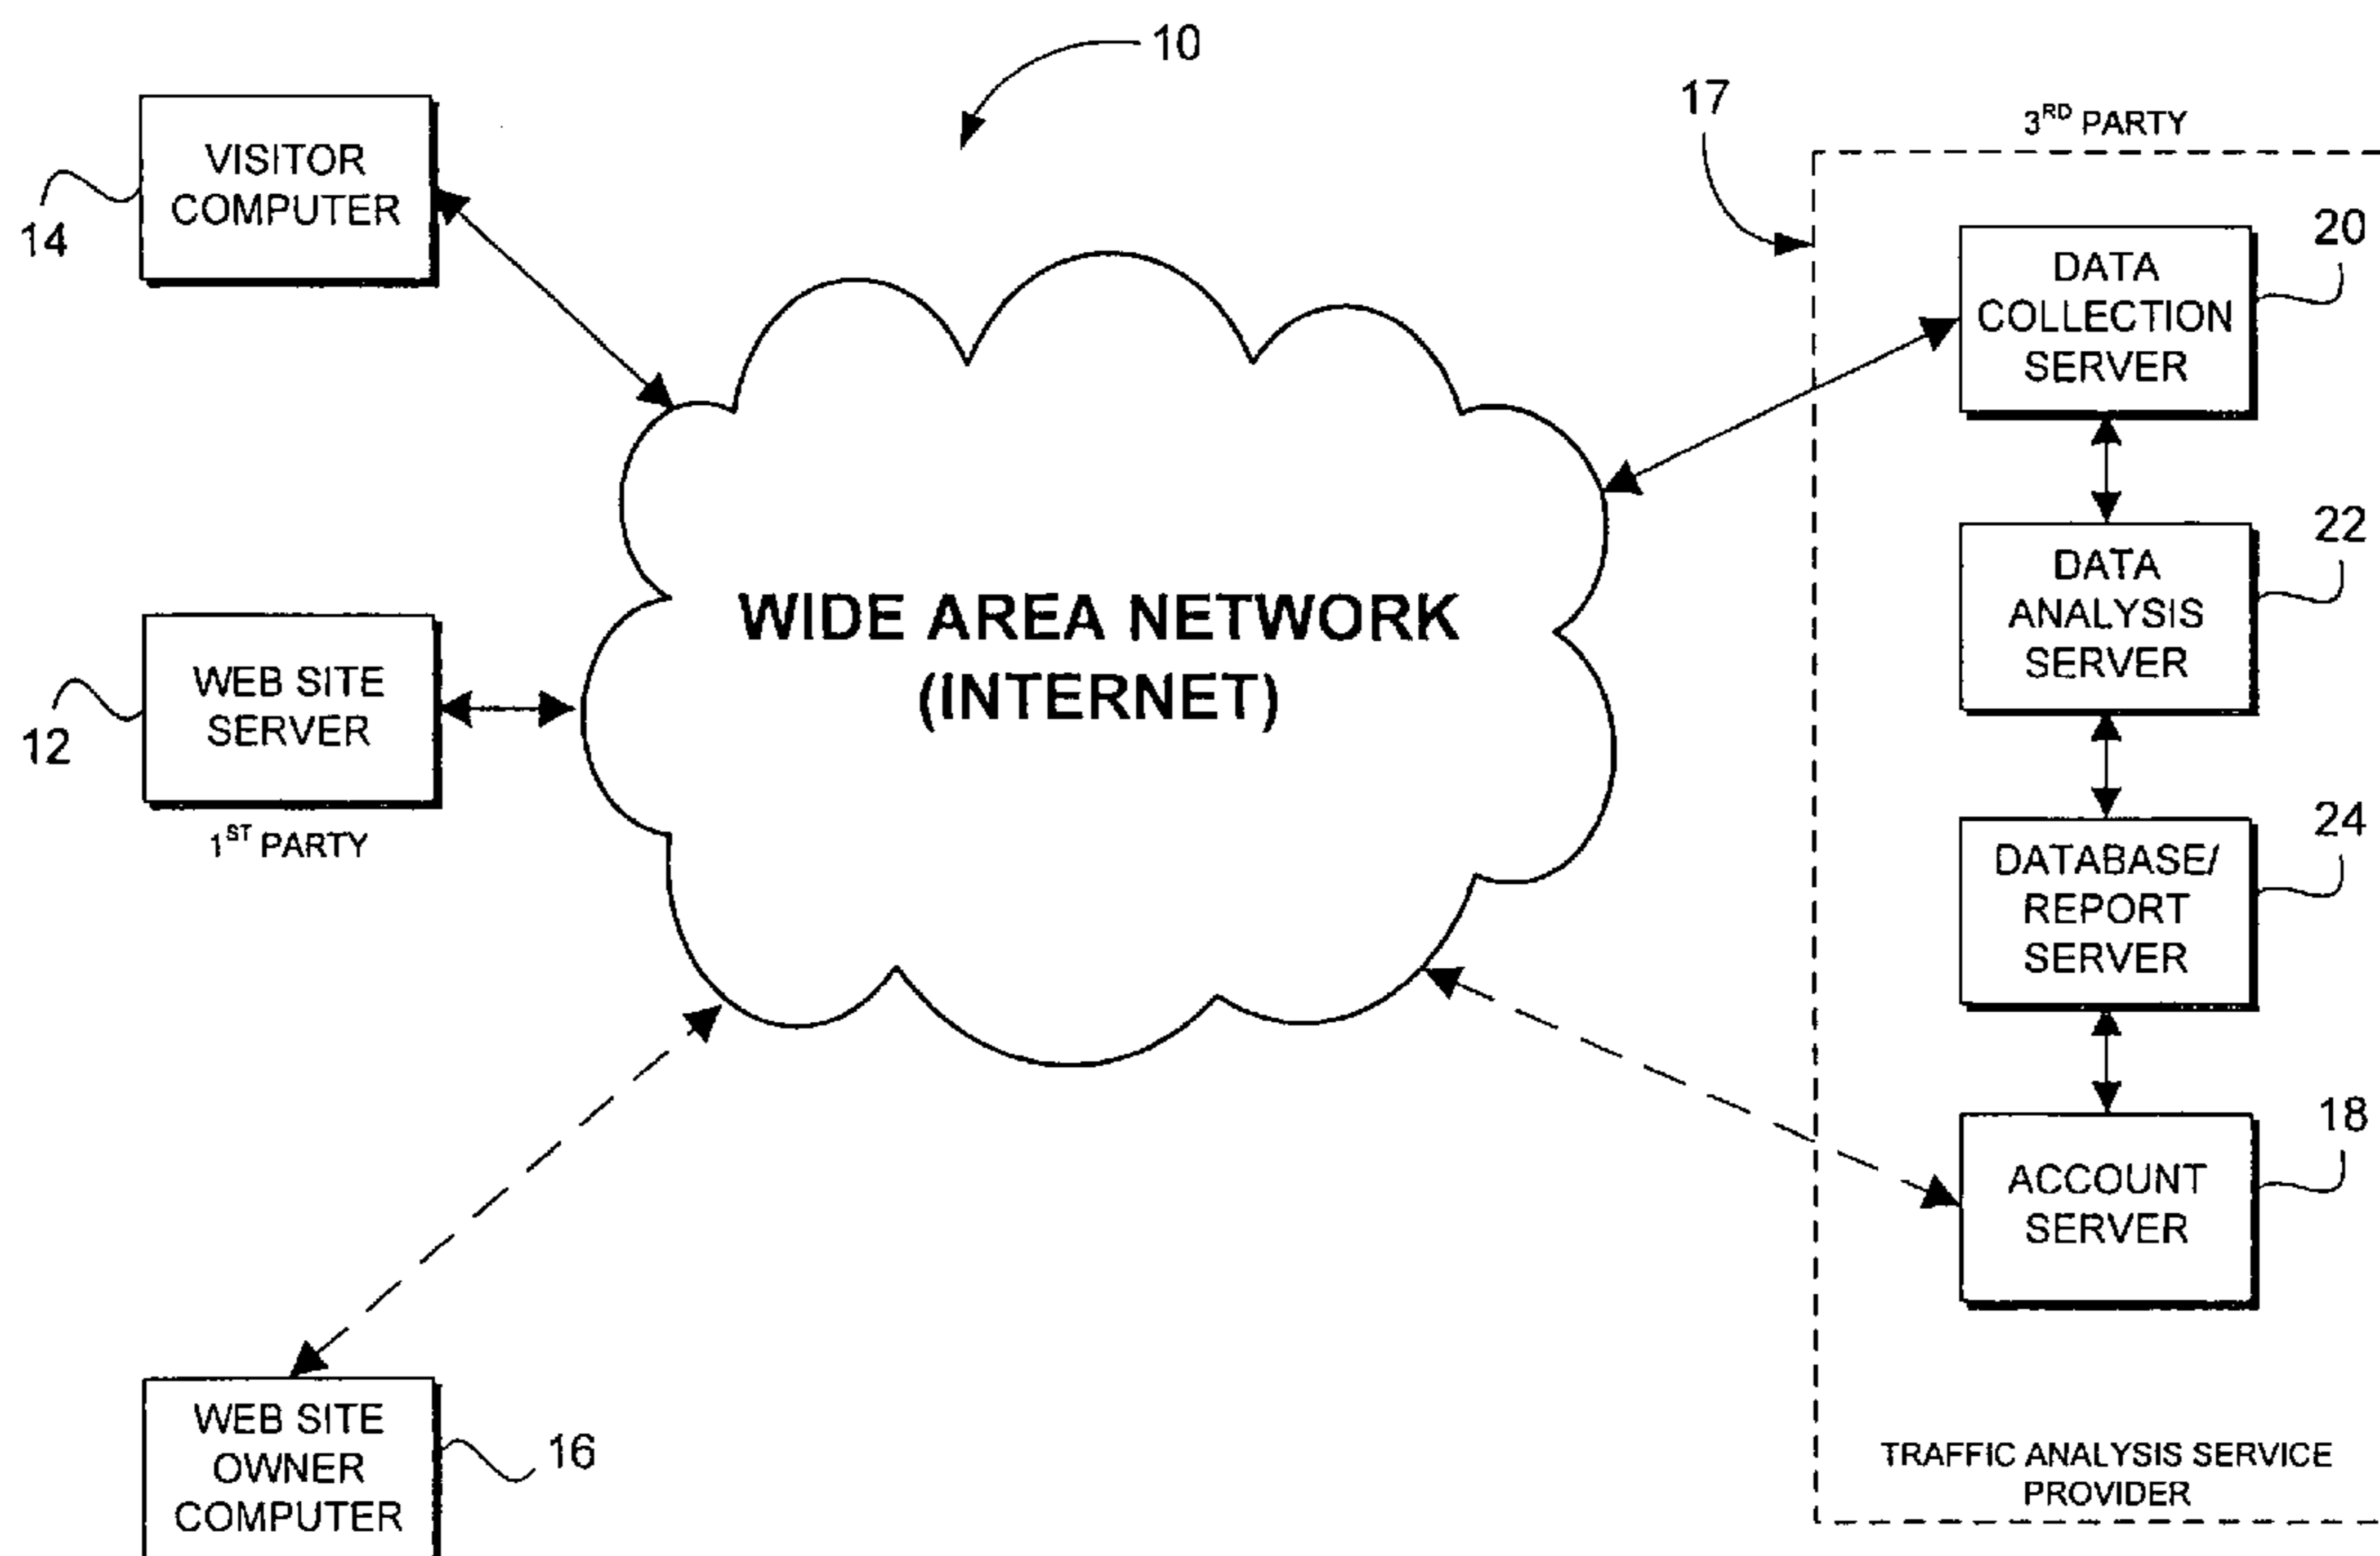 10
17
3RD PARTY
VISITOR
COMPUTER
14
20
DATA
COLLECTION
SERVER
22
DATA
ANALYSIS
SERVER
WIDE AREA NETWORK
(INTERNET)
WEB SITE
SERVER
12
1ST PARTY
24
DATABASE/
REPORT
SERVER
18
ACCOUNT
SERVER
WEB SITE
OWNER
COMPUTER
16
TRAFFIC ANALYSIS SERVICE
PROVIDER